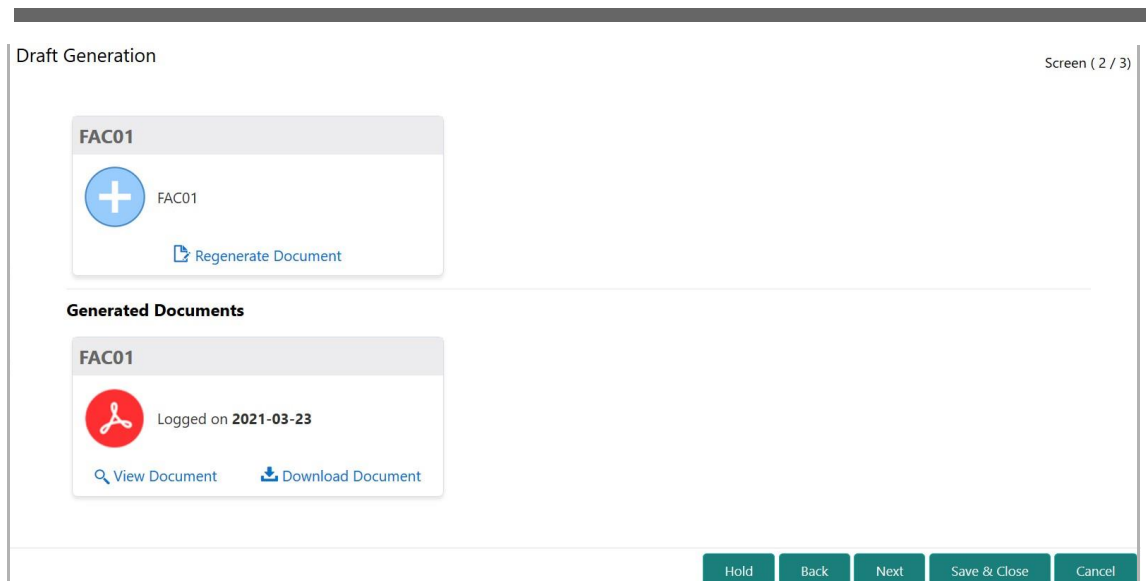 Draft Generation
Screen ( 2 / 3)
FAC01
FAC01
Regenerate Document
Generated Documents
FAC01
Logged on 2021-03-23
View Document Download Document
Hold Back Next Save & Close Cancel